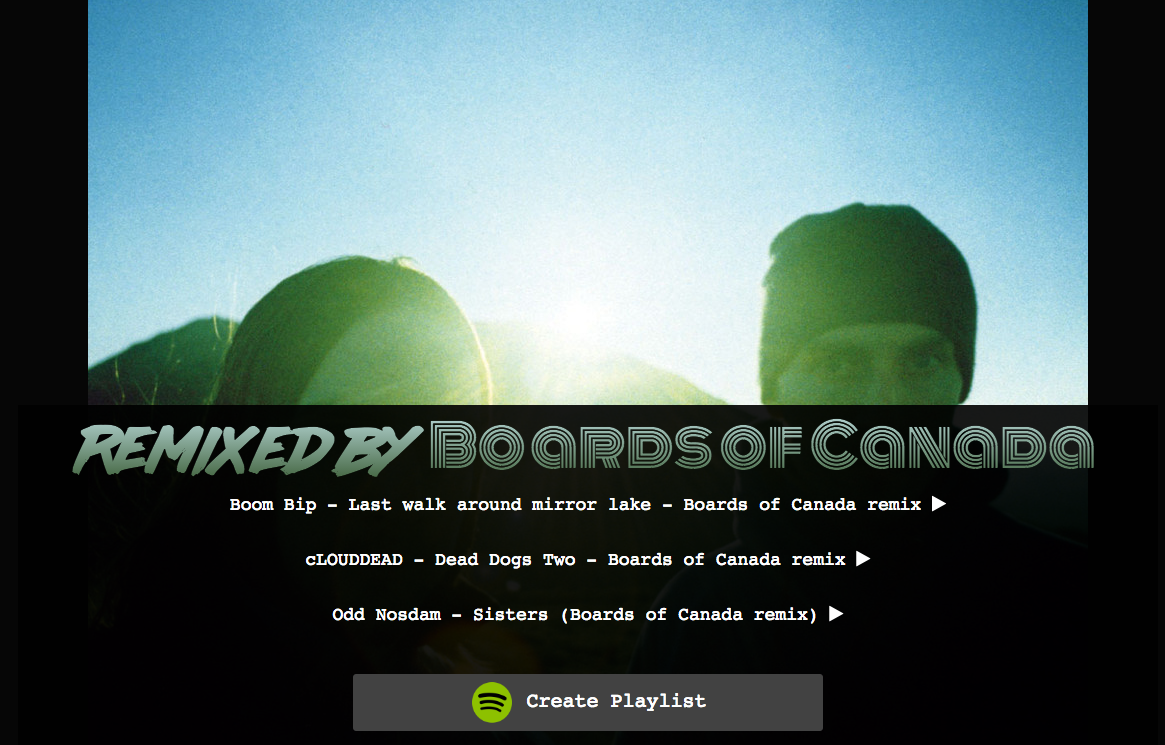 REMIXED BY Boards of Canada
Boom Bip - Last walk around mirror lake - Boards of Canada remix
cLOUDDEAD - Dead Dogs Two - Boards of Canada remix
Odd Nosdam - Sisters (Boards of Canada remix)
Create Playlist